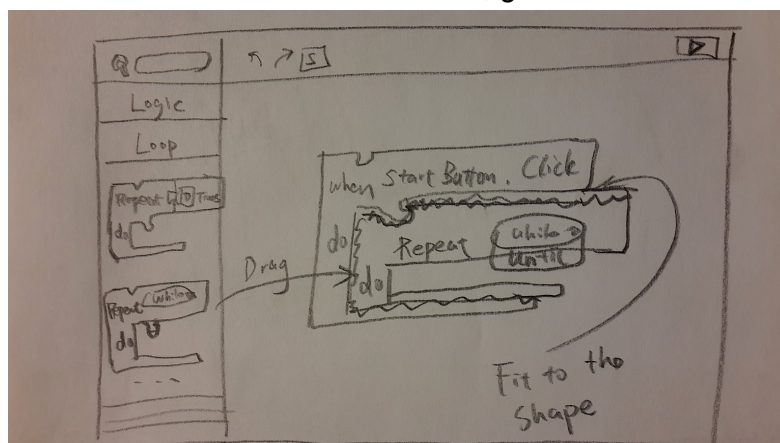 S
Logic
Loop
Repeat 10 Times
do
Repeat while
do
Drag
when Start Button. Click
do
Repeat while
until
do
Fit to the
shape